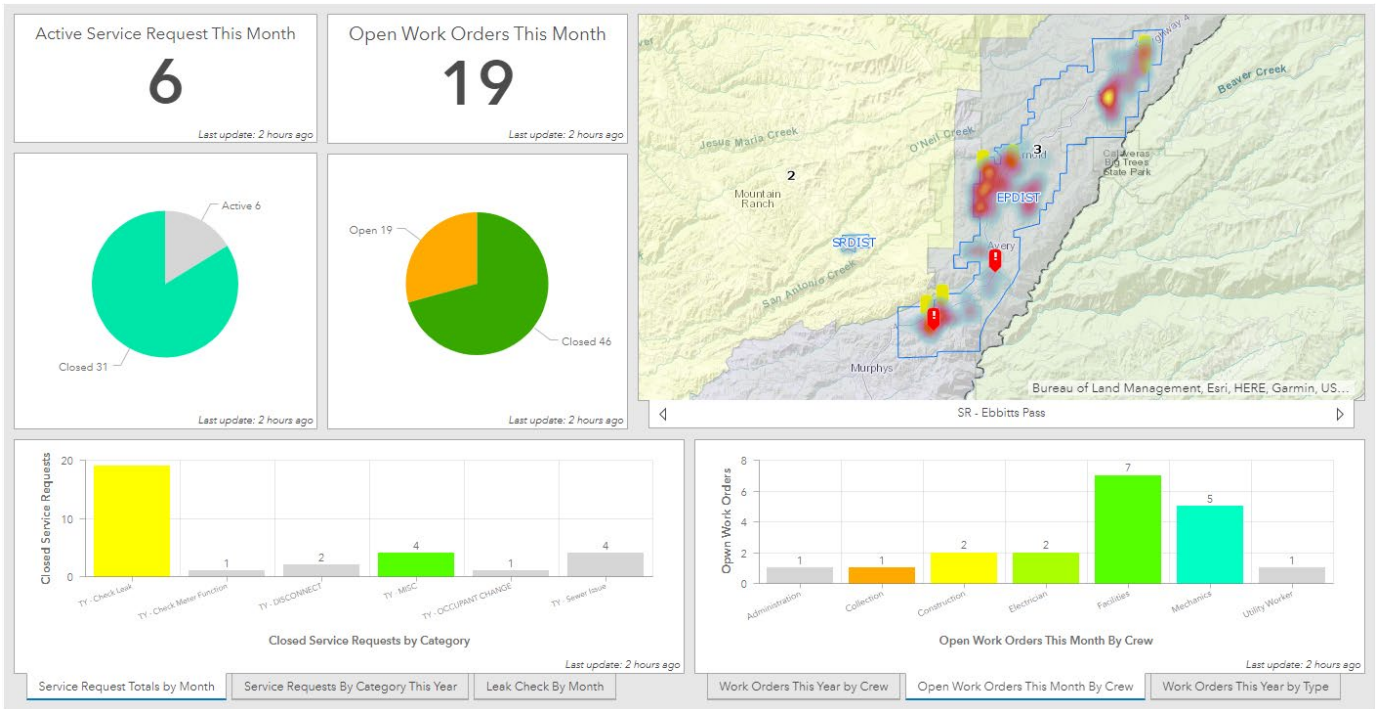 Active Service Request This Month
6
Last update: 2 hours ago
Open Work Orders This Month
19
Last update: 2 hours ago
Active 6
Closed 31
Last update: 2 hours ago
Open 19
Closed 46
Last update: 2 hours ago
Highway 4
Beaver Creek
Jesus Maria Creek
O'Neil Creek
3
2
Mountain
Ranch
Big Trees
State Park
EPDIST
SRDIST
Avery
San Antonio Creek
Murphys
Bureau of Land Management, Esri, HERE, Garmin, US...
SR - Ebbitts Pass
Closed Service Requests
20
10
0
1
2
4
1
4
TY - Check Leak
TY - Check Meter Function
TY - DISCONNECT
TY - MISC
TY - OCCUPANT CHANGE
TY - Sewer Issue
Closed Service Requests by Category
Last update: 2 hours ago
Service Request Totals by Month
Service Requests By Category This Year
Leak Check By Month
Opwn Work Orders
8
6
4
2
0
1
1
2
2
7
5
1
Administration
Collection
Construction
Electrician
Facilities
Mechanics
Utility Worker
Open Work Orders This Month By Crew
Last update: 2 hours ago
Work Orders This Year by Crew
Open Work Orders This Month By Crew
Work Orders This Year by Type